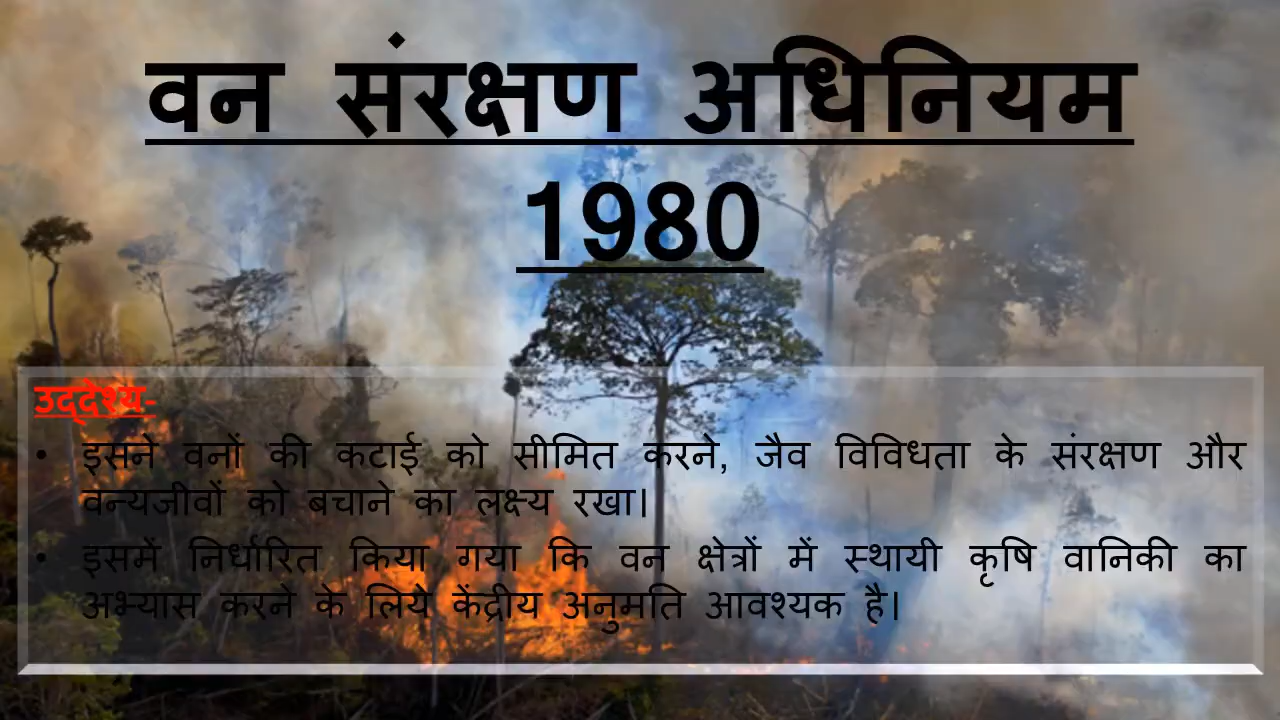 वन संरक्षण अधिनियम
1980
उद्देश्य-
• इसने वनों की कटाई को सीमित करने, जैव विविधता के संरक्षण और
वन्यजीवों को बचाने का लक्ष्य रखा।
• इसमें निर्धारित किया गया कि वन क्षेत्रों में स्थायी कृषि वानिकी का
अभ्यास करने के लिये केंद्रीय अनुमति आवश्यक है।